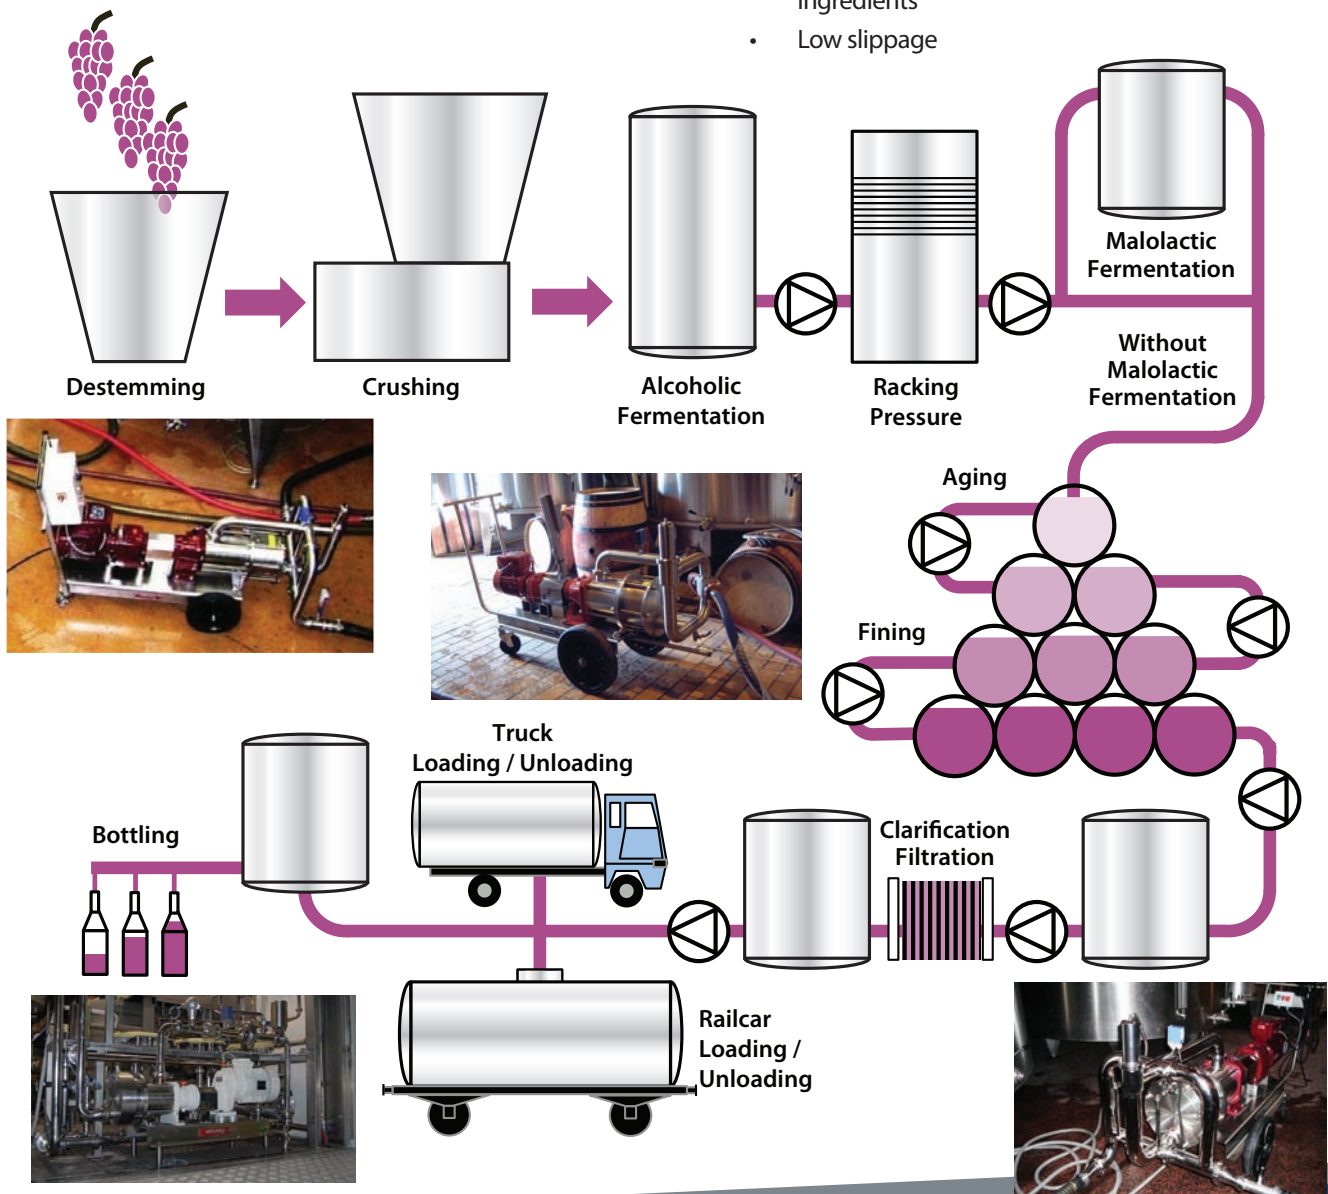 ingredients
• Low slippage
Malolactic
Fermentation
Without
Malolactic
Fermentation
Destemming
Crushing
Alcoholic
Fermentation
Racking
Pressure
Aging
Fining
Truck
Loading / Unloading
Bottling
Clarification
Filtration
Railcar
Loading /
Unloading